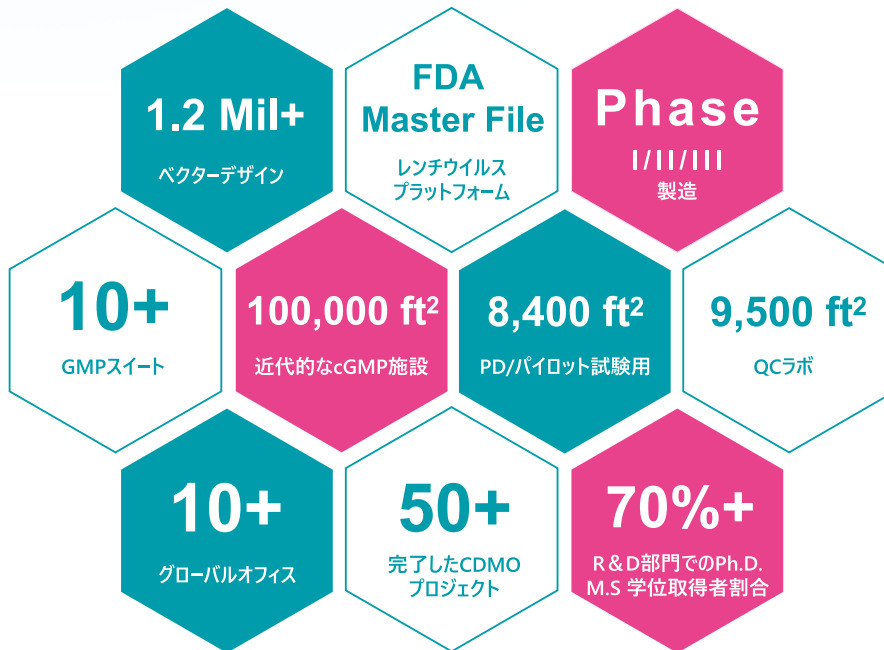 1.2 Mil+
ベクターデザイン
FDA
Master File
レンチウイルス
プラットフォーム
Phase
I/II/III
製造
10+
GMPスイート
100,000 ft²
近代的なcGMP施設
8,400 ft²
PD/パイロット試験用
9,500 ft²
QCラボ
10+
グローバルオフィス
50+
完了したCDMO
プロジェクト
70%+
R&D部門でのPh.D.
M.S 学位取得者割合